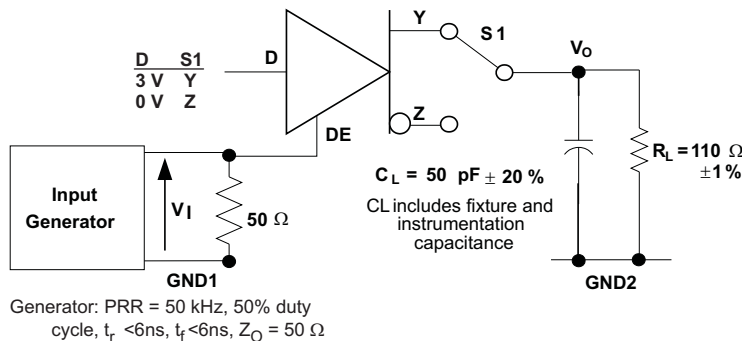 Y
S1
VO
D S1
3 V Y
0 V Z
D
Z
DE
CL = 50 pF ± 20 %
CL includes fixture and
instrumentation
capacitance
RL = 110 Ω
±1 %
Input
Generator
VI
50 Ω
GND1
GND2
Generator: PRR = 50 kHz, 50% duty
cycle, tr <6ns, tf <6ns, ZO = 50 Ω